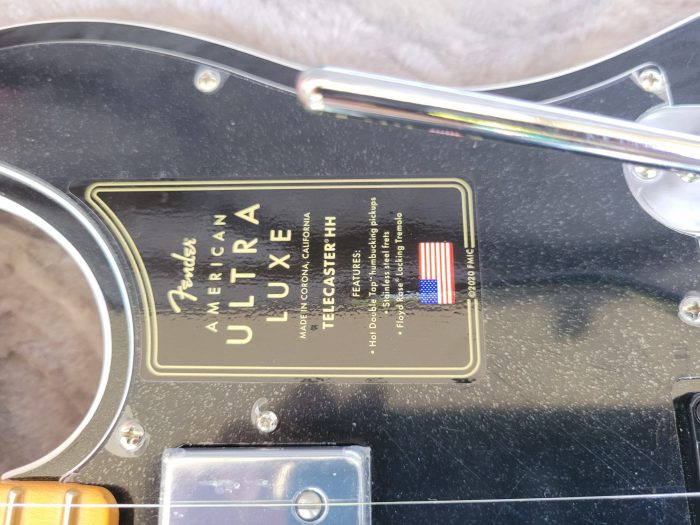 Fender
AMERICAN
ULTRA
LUXE
MADE IN CORONA, CALIFORNIA
TELECASTER® HH
FEATURES:
• Hot Double Tap™ humbucking pickups
• Stainless steel frets
• Floyd Rose® Locking Tremolo
©2020 FMIC